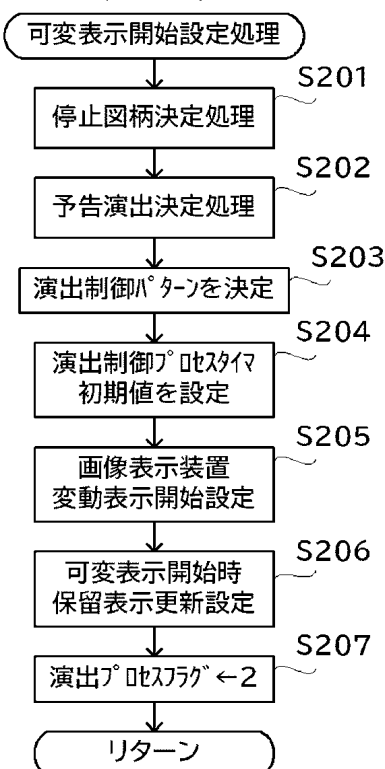 可変表示開始設定処理
S201
停止図柄決定処理
S202
予告演出決定処理
S203
演出制御ﾊﾟﾀｰﾝを決定
S204
演出制御ﾌﾟﾛｾｽﾀｲﾏ
初期値を設定
S205
画像表示装置
変動表示開始設定
S206
可変表示開始時
保留表示更新設定
S207
演出ﾌﾟﾛｾｽﾌﾗｸﾞ←2
リターン